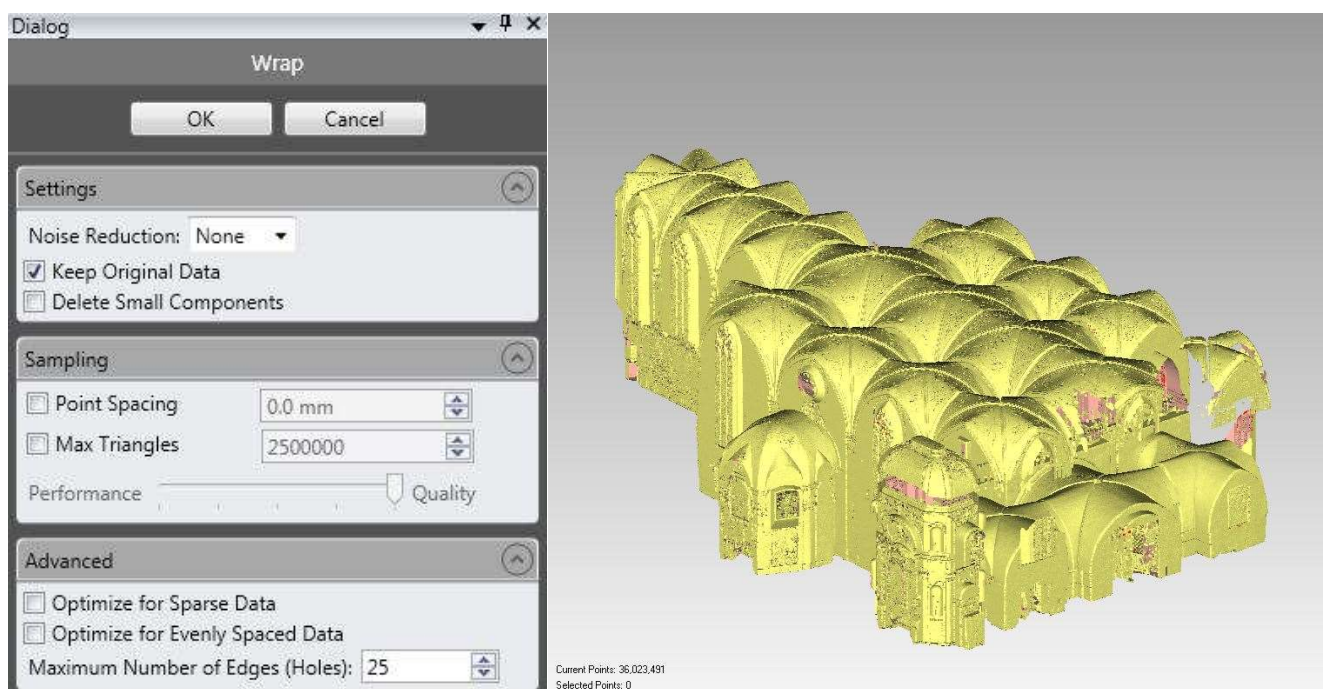 Dialog
Wrap
OK Cancel
Settings
Noise Reduction: None
Keep Original Data
Delete Small Components
Sampling
Point Spacing 0.0 mm
Max Triangles 2500000
Performance Quality
Advanced
Optimize for Sparse Data
Optimize for Evenly Spaced Data
Maximum Number of Edges (Holes): 25
Current Points: 36,023,491
Selected Points: 0